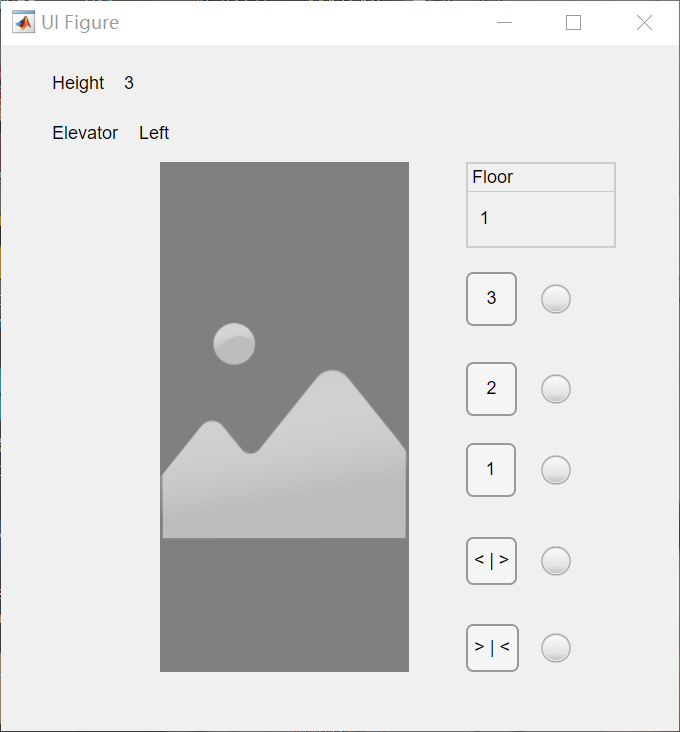 UI Figure
Height 3
Elevator Left
Floor
1
3
2
1
< | >
> | <